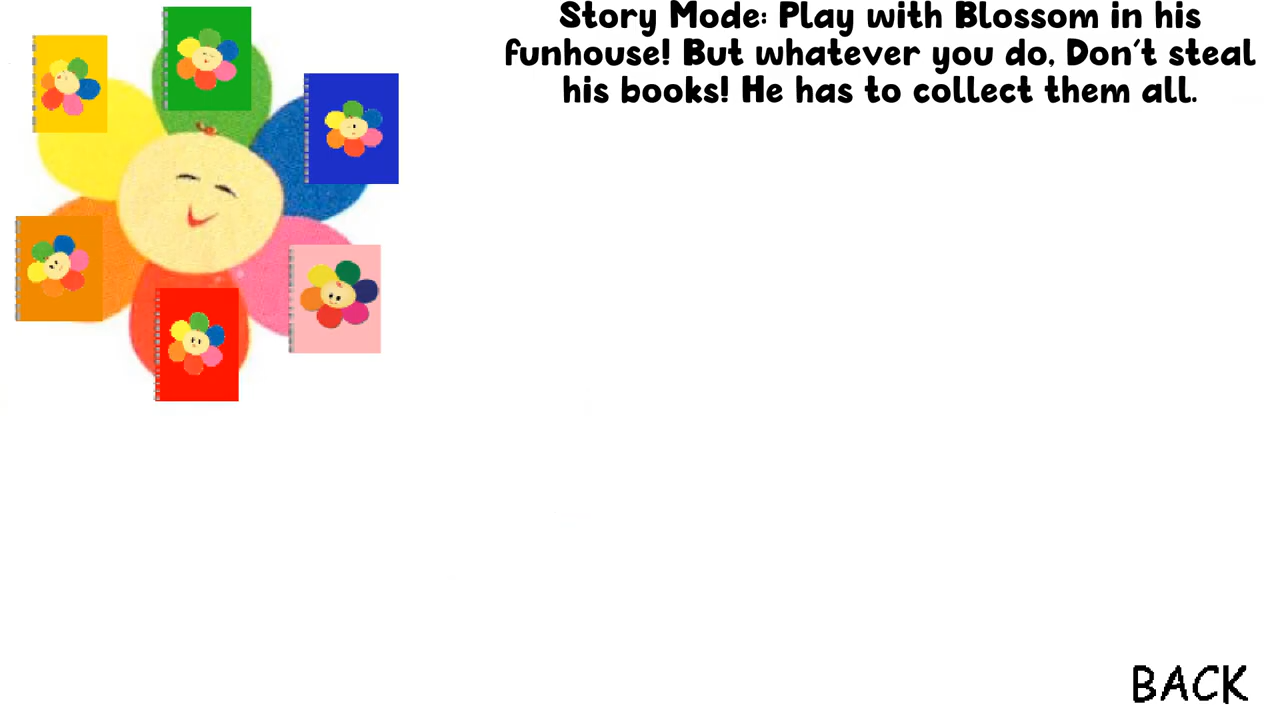 Story Mode: Play with Blossom in his
funhouse! But whatever you do, Don't steal
his books! He has to collect them all.
BACK